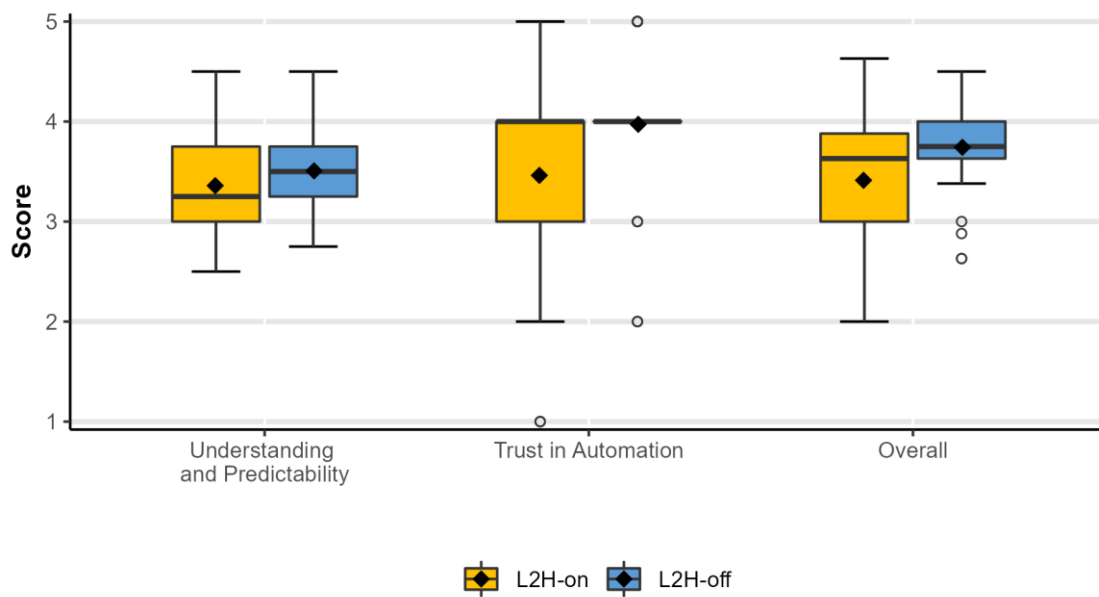 5
4
3
2
1
Score
Understanding
and Predictability
Trust in Automation
Overall
L2H-on
L2H-off